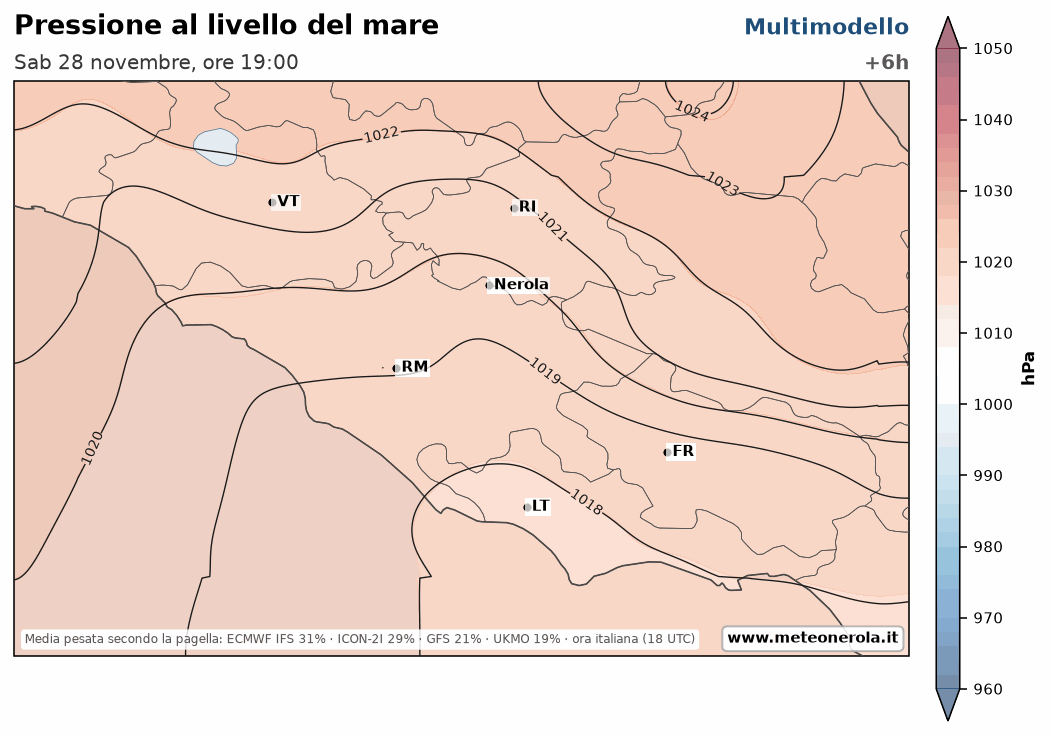 Pressione al livello del mare
Multimodello
Sab 28 novembre, ore 19:00
+6h
1024
1022
1023
VT
RI
1021
Nerola
RM
1019
1020
FR
LT
1018
Media pesata secondo la pagella: ECMWF IFS 31% · ICON-2I 29% · GFS 21% · UKMO 19% · ora italiana (18 UTC)
www.meteonerola.it
1050
1040
1030
1020
1010
1000
990
980
970
960
hPa